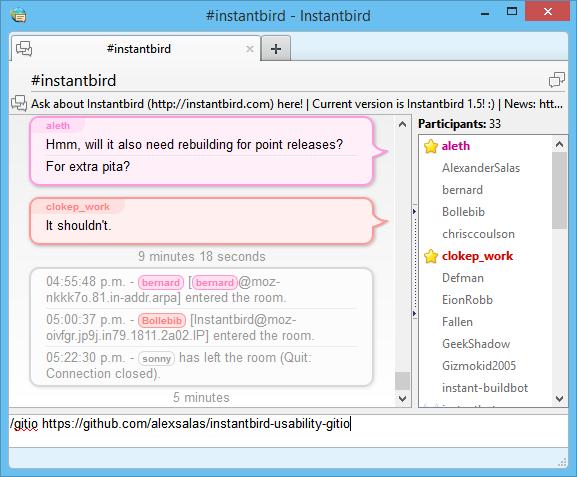 #instantbird - Instantbird
#instantbird
#instantbird
Ask about Instantbird (http://instantbird.com) here! | Current version is Instantbird 1.5! :) | News: htt...
aleth
Hmm, will it also need rebuilding for point releases?
For extra pita?
clokep_work
It shouldn't.
9 minutes 18 seconds
04:55:48 p.m. - bernard [bernard@moz-
nkkk7o.81.in-addr.arpa] entered the room.
05:00:37 p.m. - Bollebib [Instantbird@moz-
oivfgr.jp9j.in79.1811.2a02.IP] entered the room.
05:22:30 p.m. - sonny has left the room (Quit:
Connection closed).
5 minutes
Participants: 33
aleth
AlexanderSalas
bernard
Bollebib
chrisccoulson
clokep_work
Defman
EionRobb
Fallen
GeekShadow
Gizmokid2005
instant-buildbot
/gitio https://github.com/alexsalas/instantbird-usability-gitio